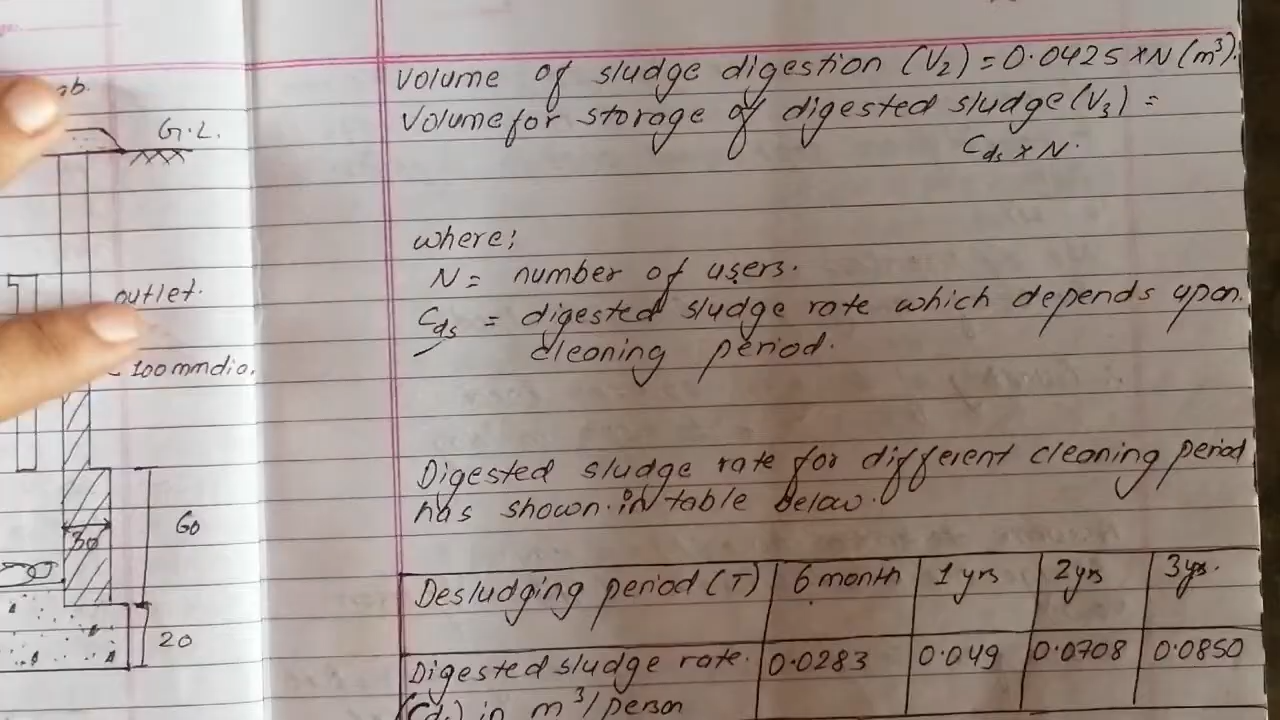 G.L.
outlet.
100mmdia.
60
30
20
Volume of sludge digestion (V2) = 0.0425 x N (m³).
Volume for storage of digested sludge (V3) =
Cds x N.
where;
N = number of users.
Cds = digested sludge rate which depends upon
cleaning period.
Digested sludge rate for different cleaning period
has shown in table below.
Desludging period (T) 6 month 1 yrs 2 yrs 3 yrs.
Digested sludge rate. 0.0283 0.049 0.0708 0.0850
(Cds) in m³/person